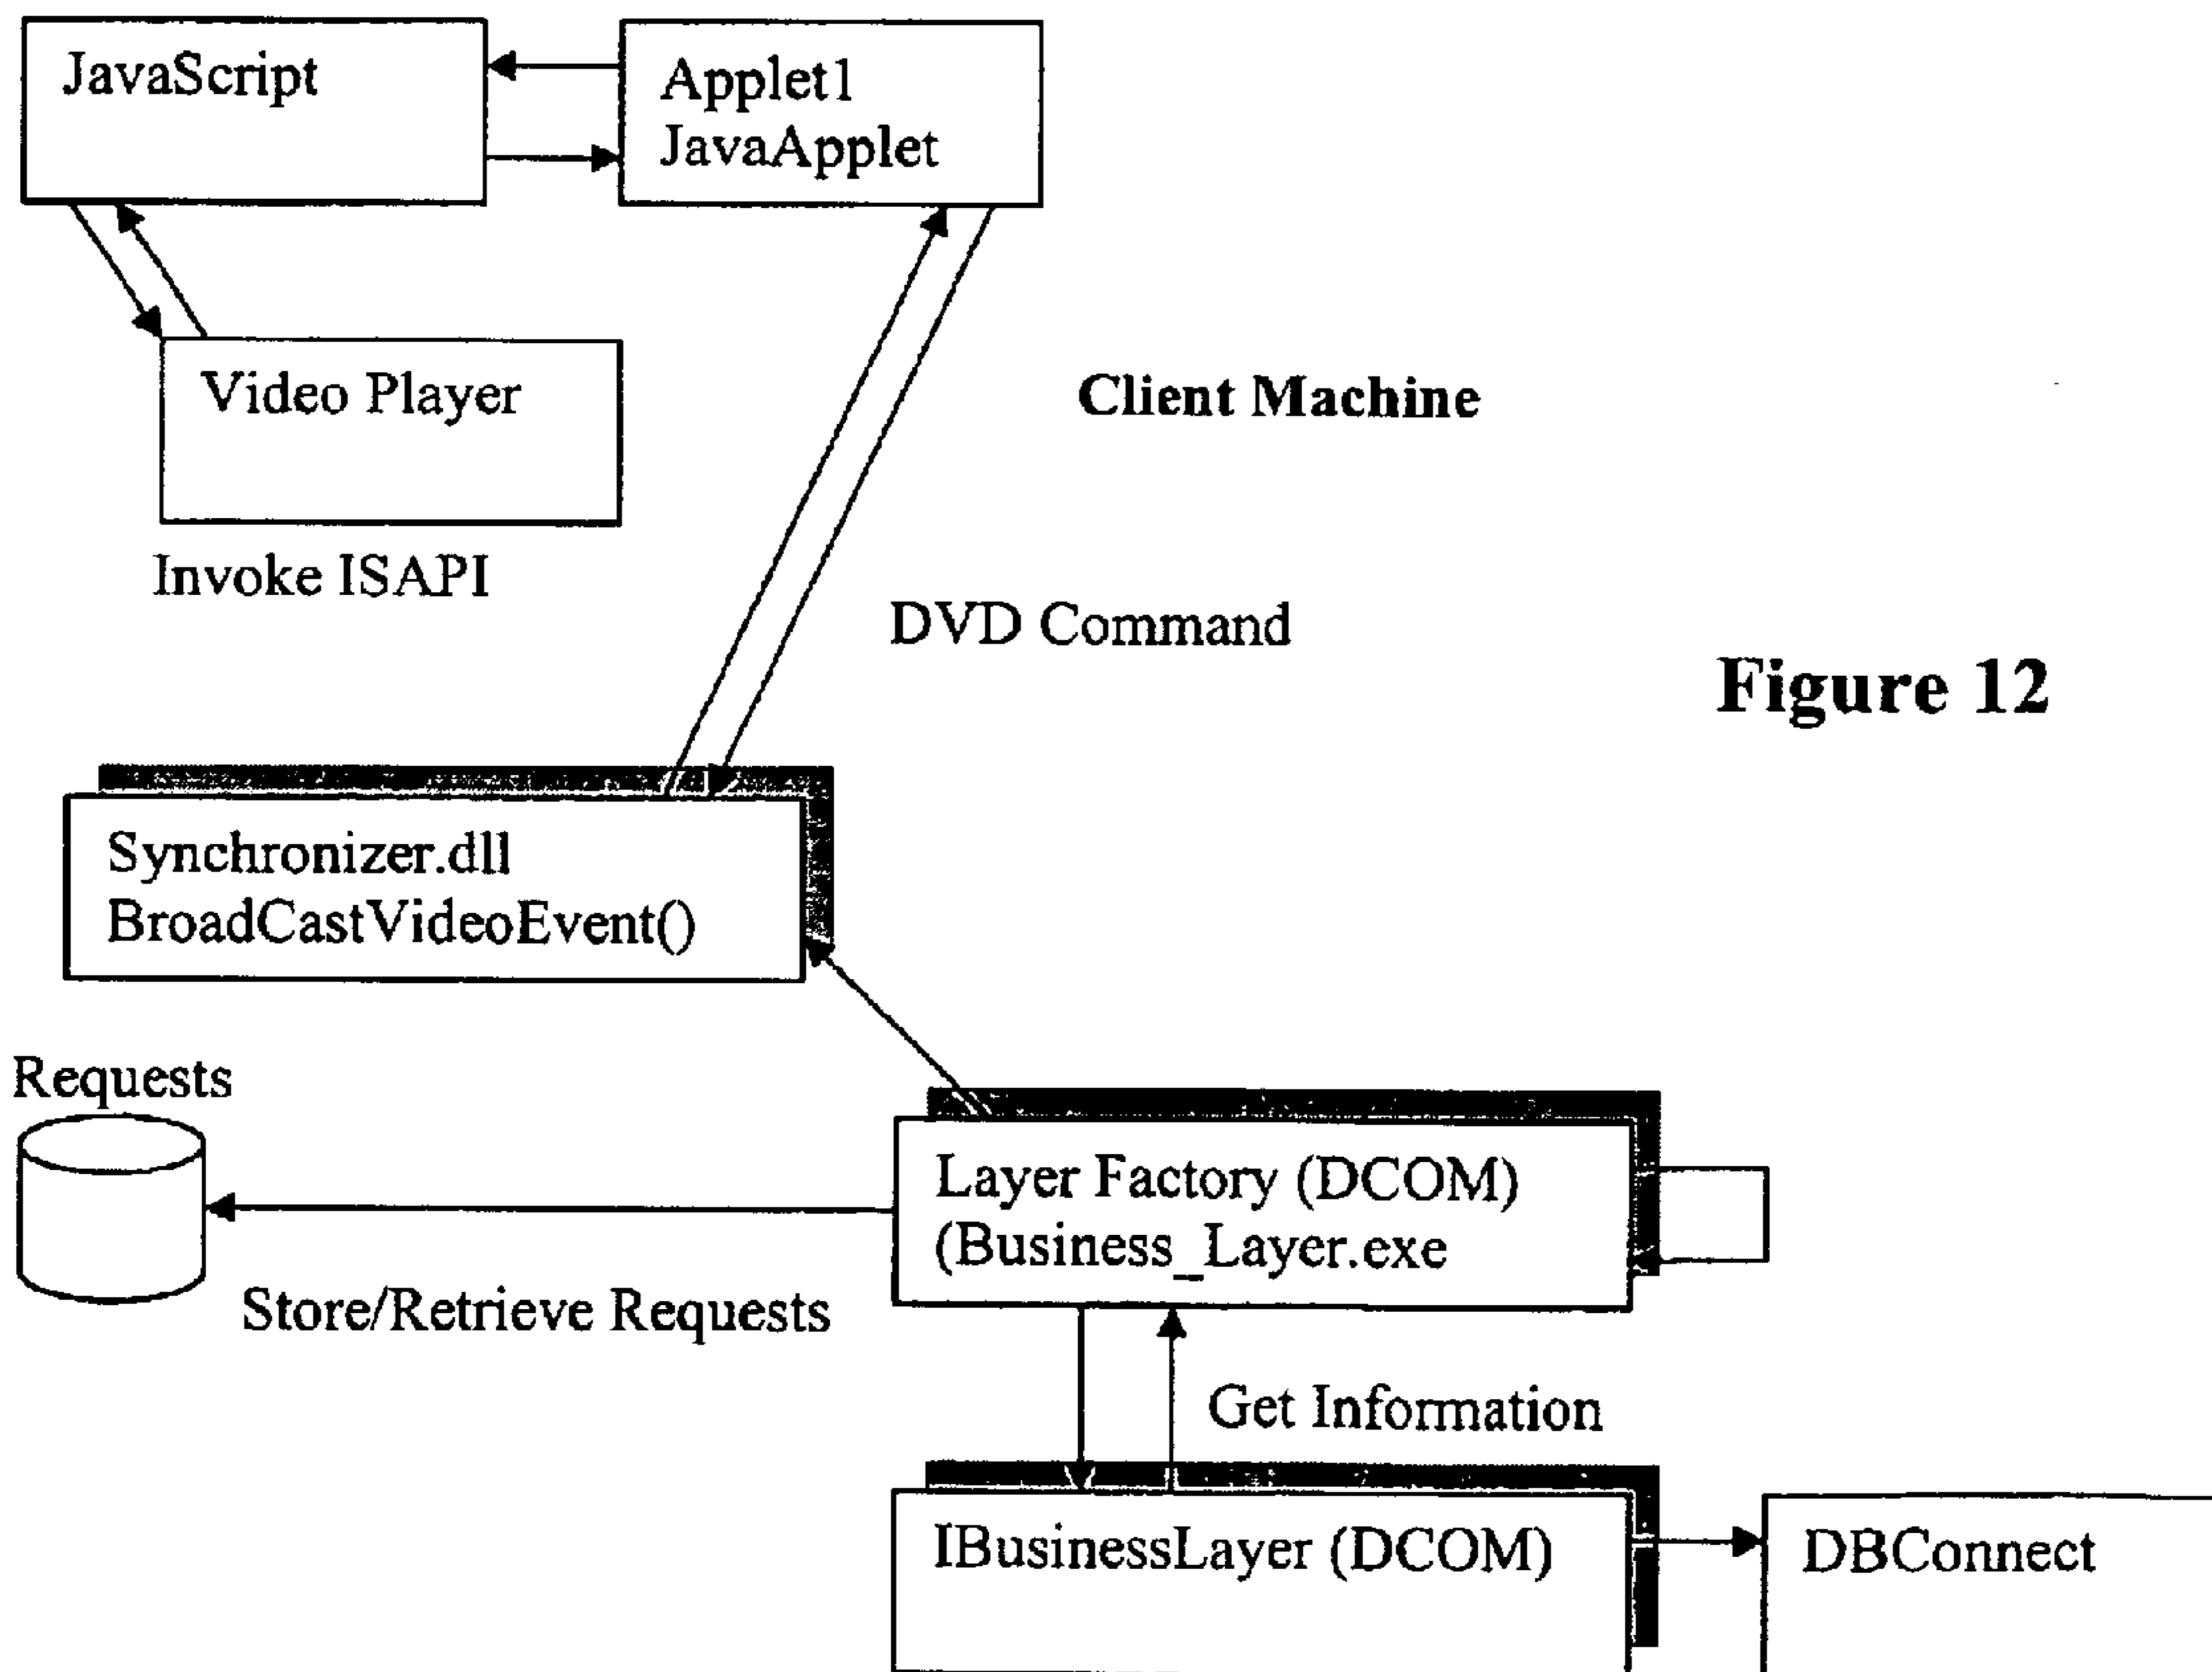 JavaScript
Applet1
JavaApplet
Video Player
Client Machine
Invoke ISAPI
DVD Command
Figure 12
Synchronizer.dll
BroadCastVideoEvent()
Requests
Layer Factory (DCOM)
(Business_Layer.exe
Store/Retrieve Requests
Get Information
IBusinessLayer (DCOM)
DBConnect